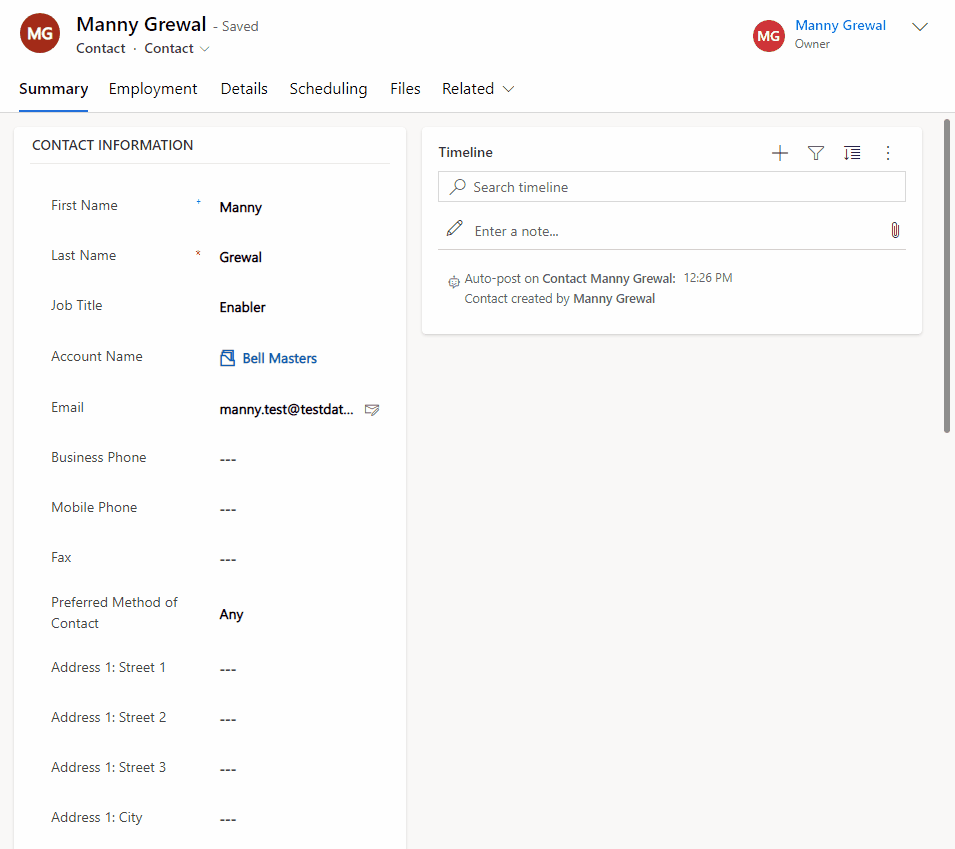 MG
Manny Grewal - Saved
Contact · Contact
MG
Manny Grewal
Owner
Summary Employment Details Scheduling Files Related
CONTACT INFORMATION
First Name + Manny
Last Name * Grewal
Job Title Enabler
Account Name Bell Masters
Email manny.test@testdat...
Business Phone ---
Mobile Phone ---
Fax ---
Preferred Method of
Contact
Any
Address 1: Street 1 ---
Address 1: Street 2 ---
Address 1: Street 3 ---
Address 1: City ---
Timeline
Search timeline
Enter a note...
Auto-post on Contact Manny Grewal: 12:26 PM
Contact created by Manny Grewal